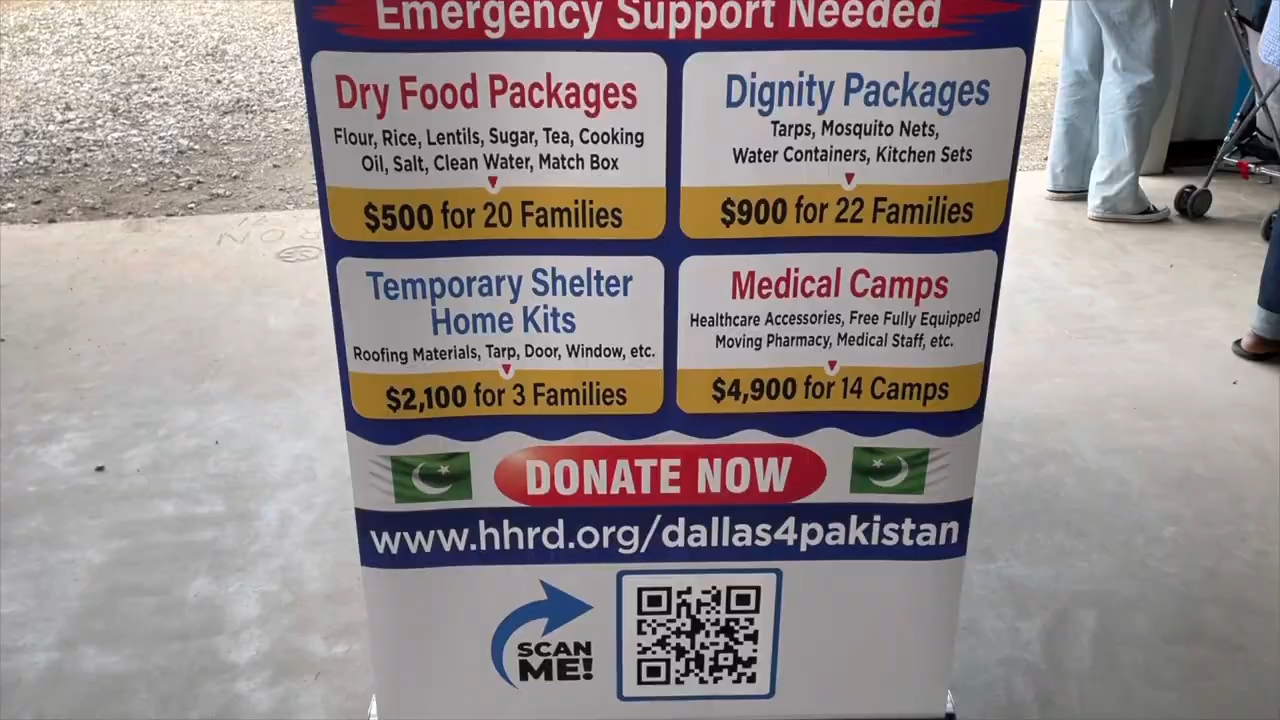 Emergency Support Needed
Dry Food Packages
Flour, Rice, Lentils, Sugar, Tea, Cooking
Oil, Salt, Clean Water, Match Box
$500 for 20 Families
Dignity Packages
Tarps, Mosquito Nets,
Water Containers, Kitchen Sets
$900 for 22 Families
Temporary Shelter
Home Kits
Roofing Materials, Tarp, Door, Window, etc.
$2,100 for 3 Families
Medical Camps
Healthcare Accessories, Free Fully Equipped
Moving Pharmacy, Medical Staff, etc.
$4,900 for 14 Camps
DONATE NOW
www.hhrd.org/dallas4pakistan
SCAN
ME!